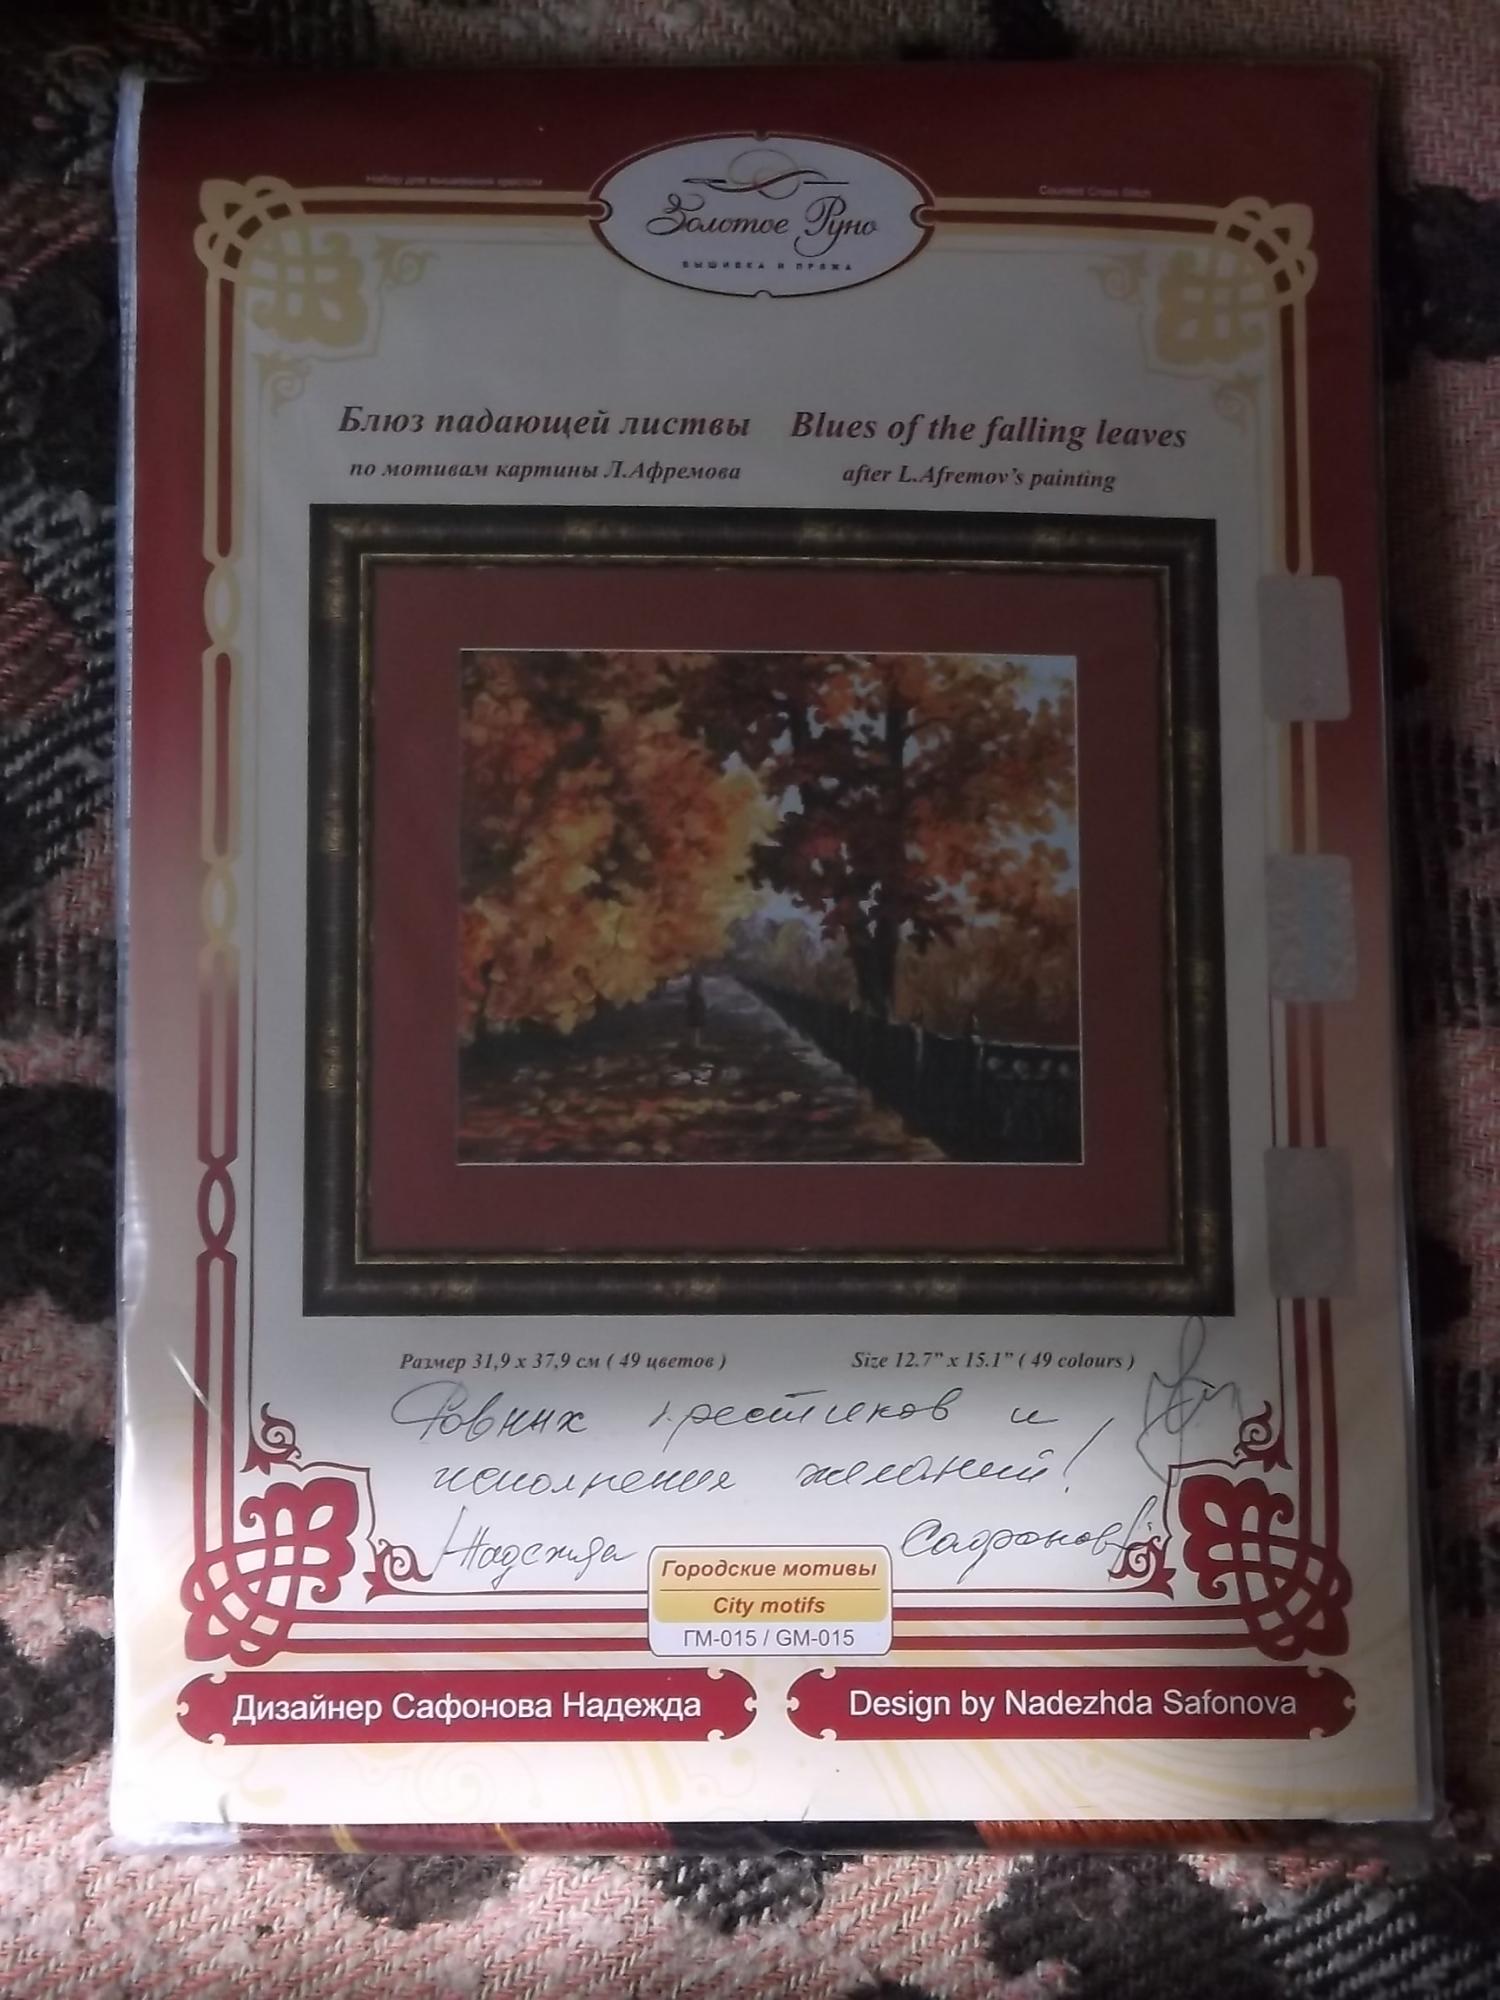 Набор для вышивания крестом
Counted Cross Stitch
Золотое Руно
ВЫШИВКА И ПРЯЖА
Блюз падающей листвы
по мотивам картины Л.Афремова
Blues of the falling leaves
after L.Afremov's painting
Размер 31,9 х 37,9 см ( 49 цветов )
Size 12.7” x 15.1” ( 49 colours )
Ровных крестиков и
исполнения желаний!
Надежда Сафонова
Городские мотивы
City motifs
ГМ-015 / GM-015
Дизайнер Сафонова Надежда
Design by Nadezhda Safonova